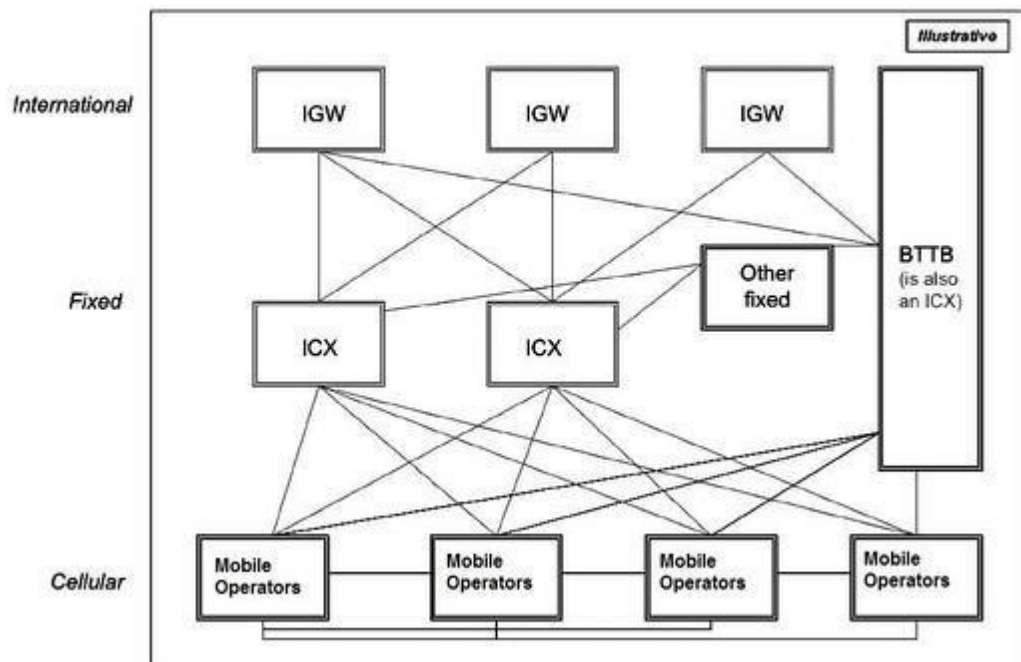 Illustrative
International
IGW
IGW
IGW
BTTB
(is also
an ICX)
Other
fixed
Fixed
ICX
ICX
Cellular
Mobile
Operators
Mobile
Operators
Mobile
Operators
Mobile
Operators